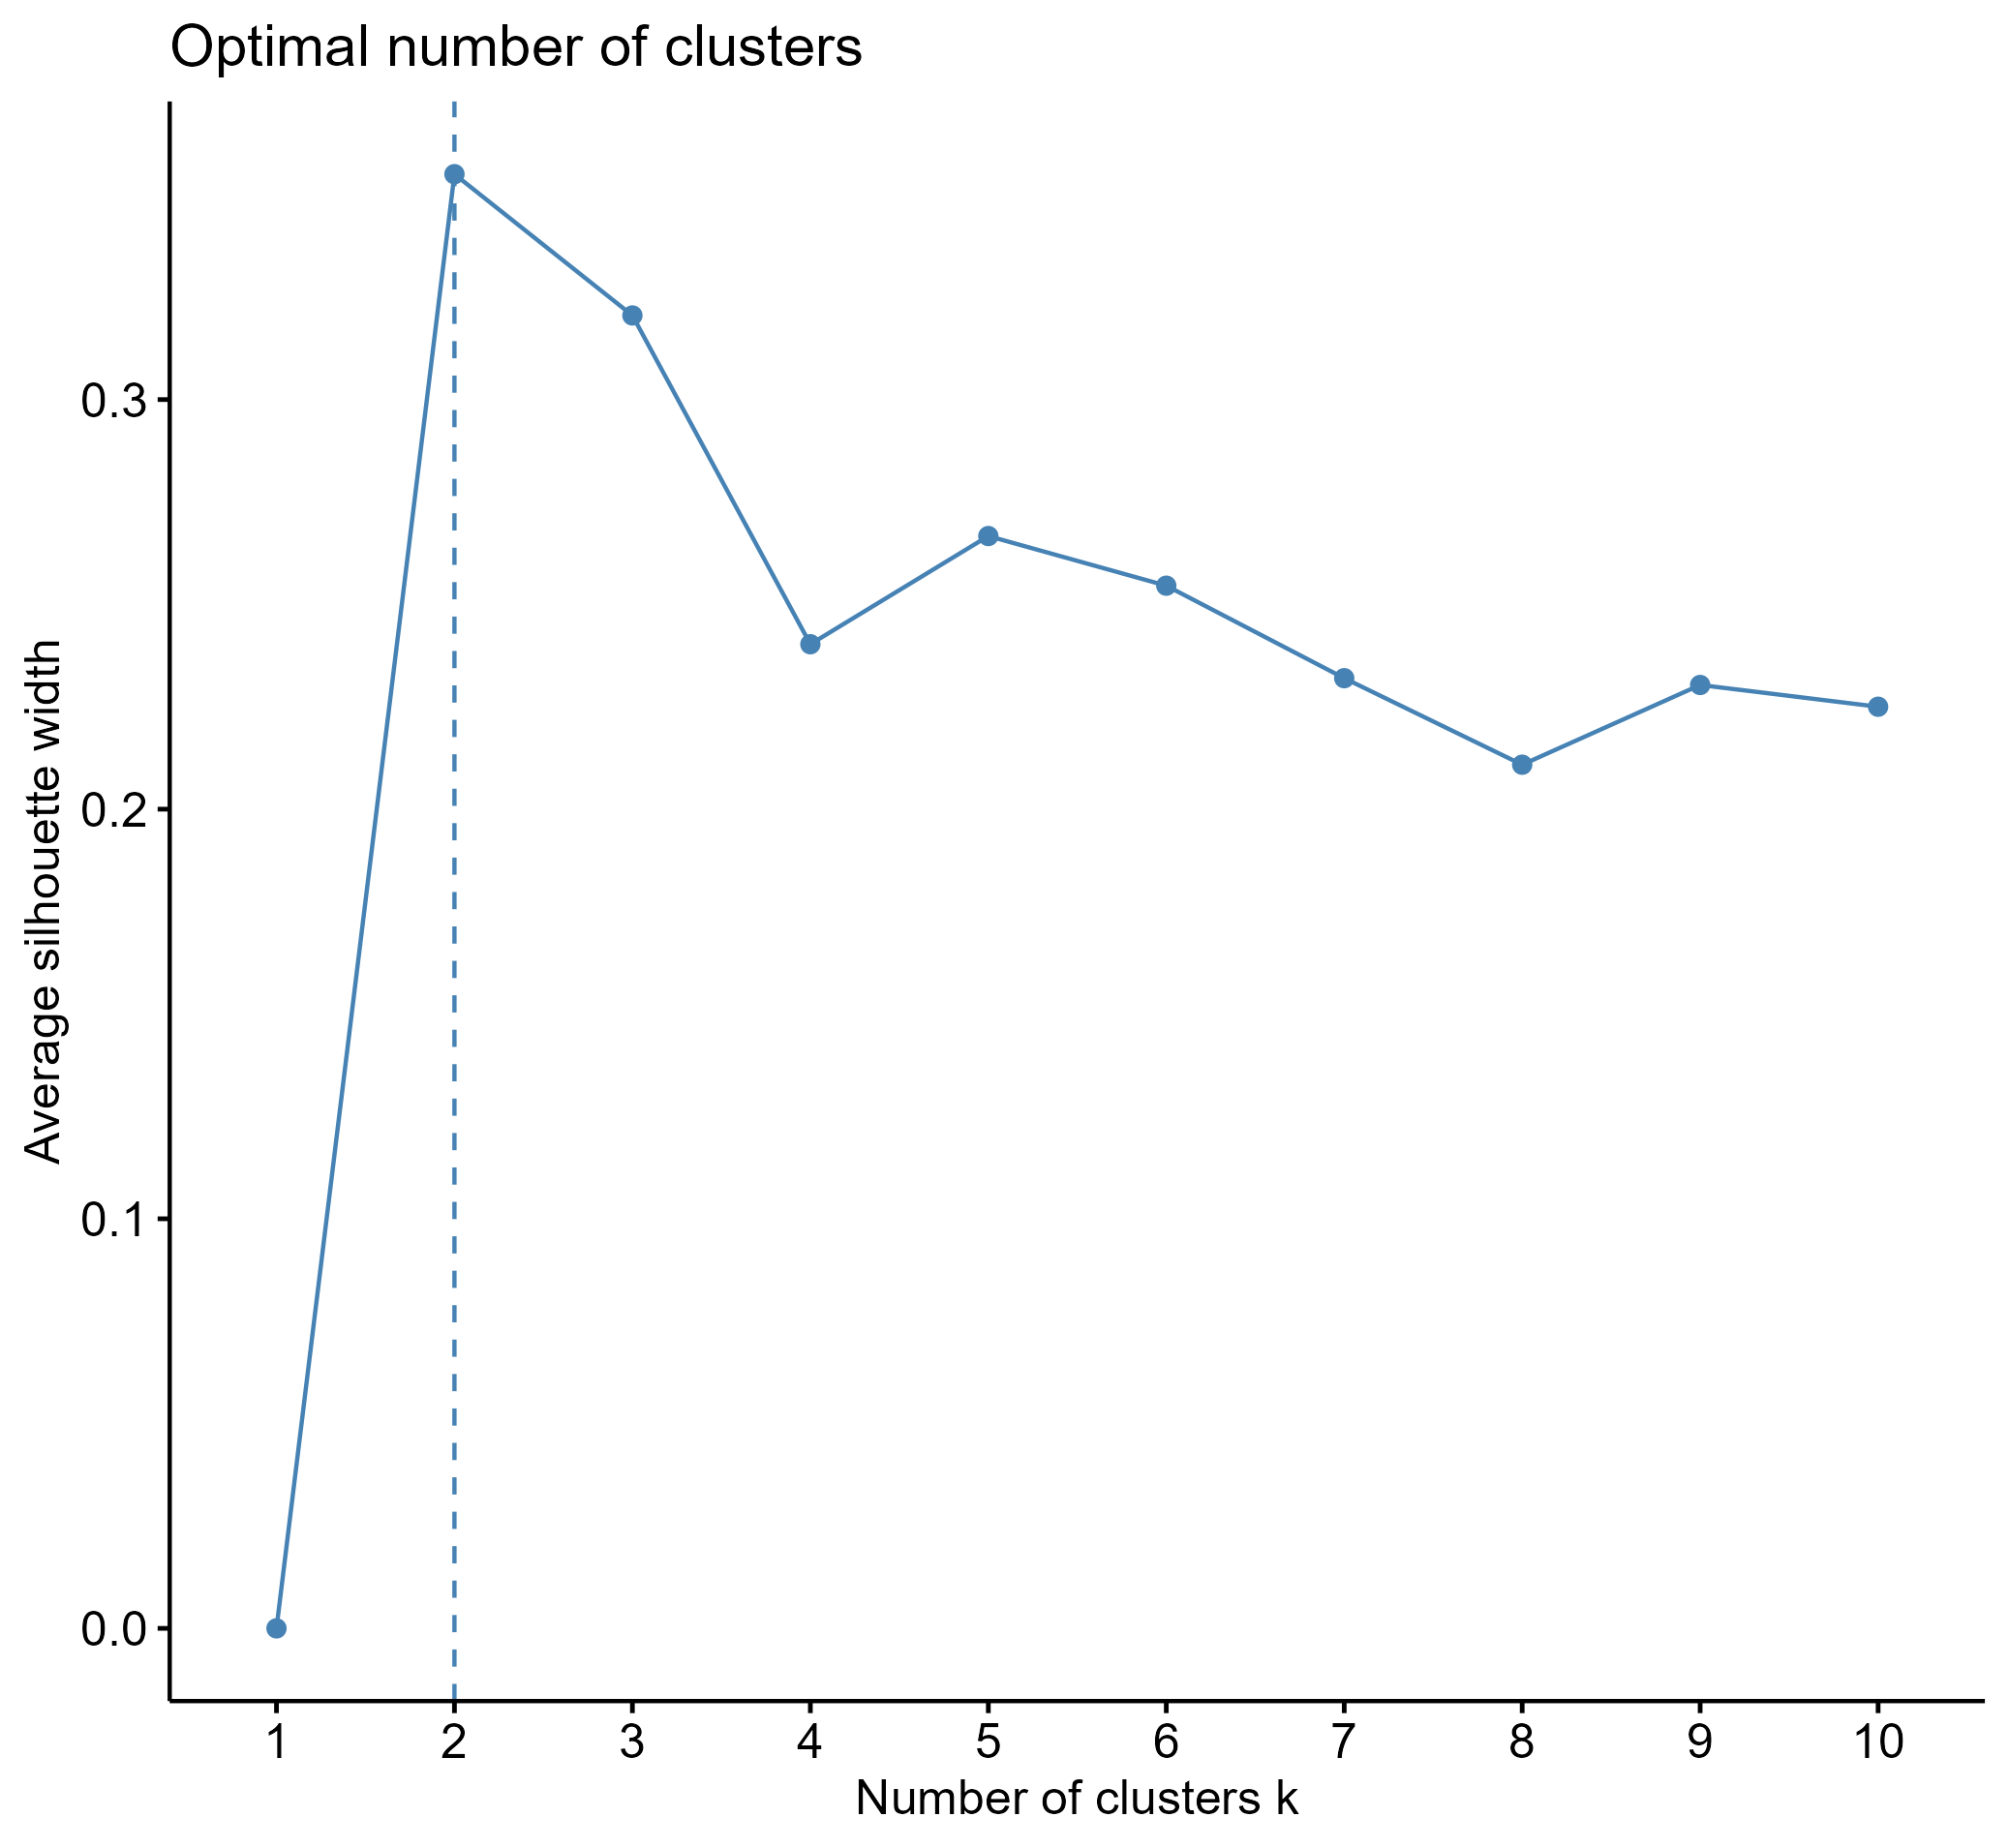 Optimal number of clusters
Average silhouette width
0.3
0.2
0.1
0.0
1 2 3 4 5 6 7 8 9 10
Number of clusters k